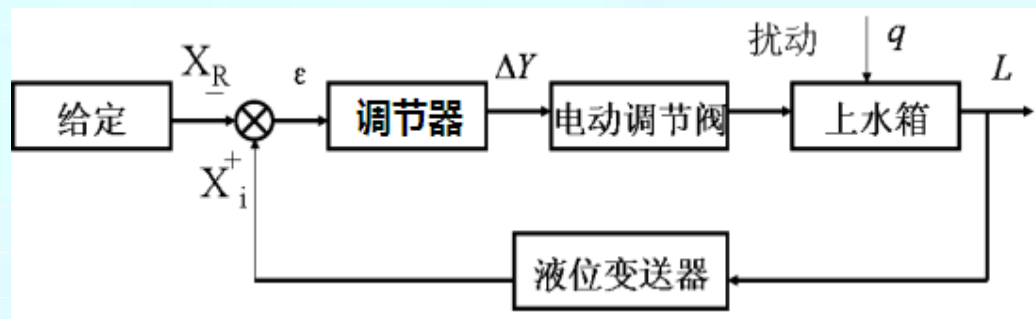 扰动 q
X_R ε ΔY L
−
给定 调节器 电动调节阀 上水箱
+
X_i
液位变送器